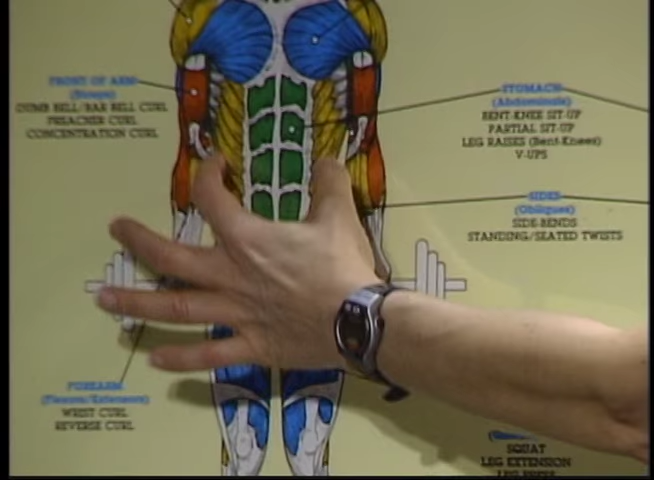 FRONT OF ARM
(Biceps)
DUMB BELL/BAR BELL CURL
PREACHER CURL
CONCENTRATION CURL
STOMACH
(Abdominals)
BENT-KNEE SIT-UP
PARTIAL SIT-UP
LEG RAISES (Bent-Knees)
V-UPS
SIDES
(Obliques)
SIDE-BENDS
STANDING/SEATED TWISTS
FOREARM
(Flexors/Extensors)
WRIST CURL
REVERSE CURL
SQUAT
LEG EXTENSION
LEG PRESS